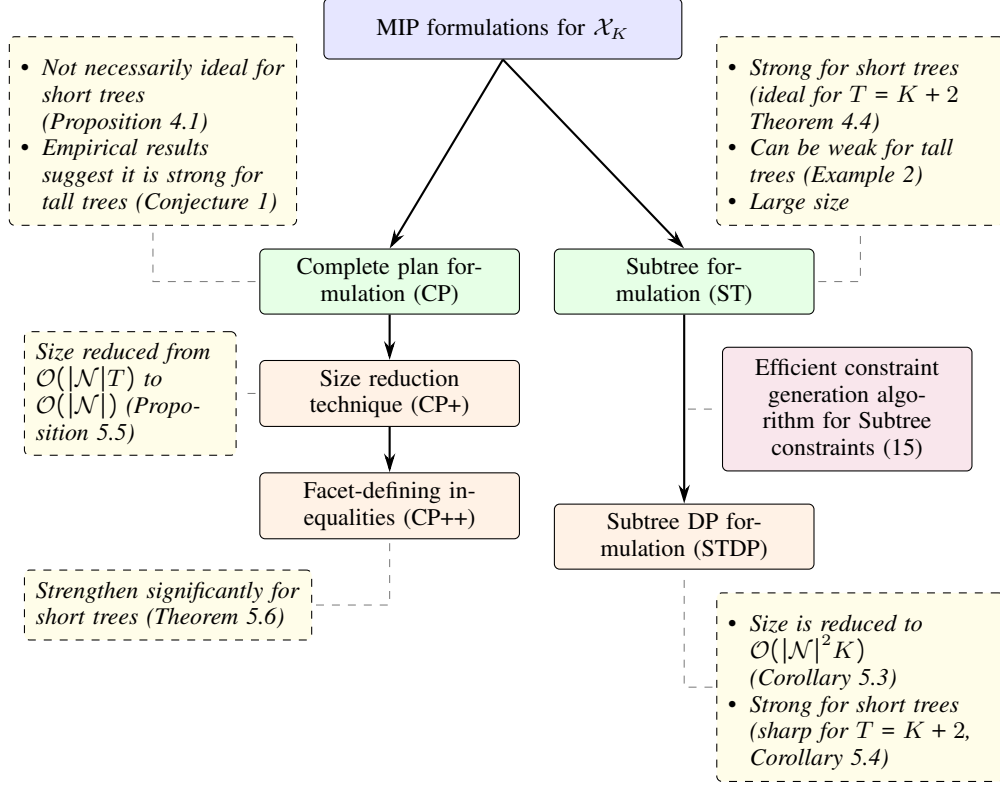 MIP formulations for 𝒳_K
• Not necessarily ideal for
short trees
(Proposition 4.1)
• Empirical results
suggest it is strong for
tall trees (Conjecture 1)
• Strong for short trees
(ideal for T = K + 2
Theorem 4.4)
• Can be weak for tall
trees (Example 2)
• Large size
Complete plan for-
mulation (CP)
Subtree for-
mulation (ST)
Size reduced from
𝒪(|𝒩|T) to
𝒪(|𝒩|) (Propo-
sition 5.5)
Size reduction
technique (CP+)
Efficient constraint
generation algo-
rithm for Subtree
constraints (15)
Facet-defining in-
equalities (CP++)
Subtree DP for-
mulation (STDP)
Strengthen significantly for
short trees (Theorem 5.6)
• Size is reduced to
𝒪(|𝒩|²K)
(Corollary 5.3)
• Strong for short trees
(sharp for T = K + 2,
Corollary 5.4)